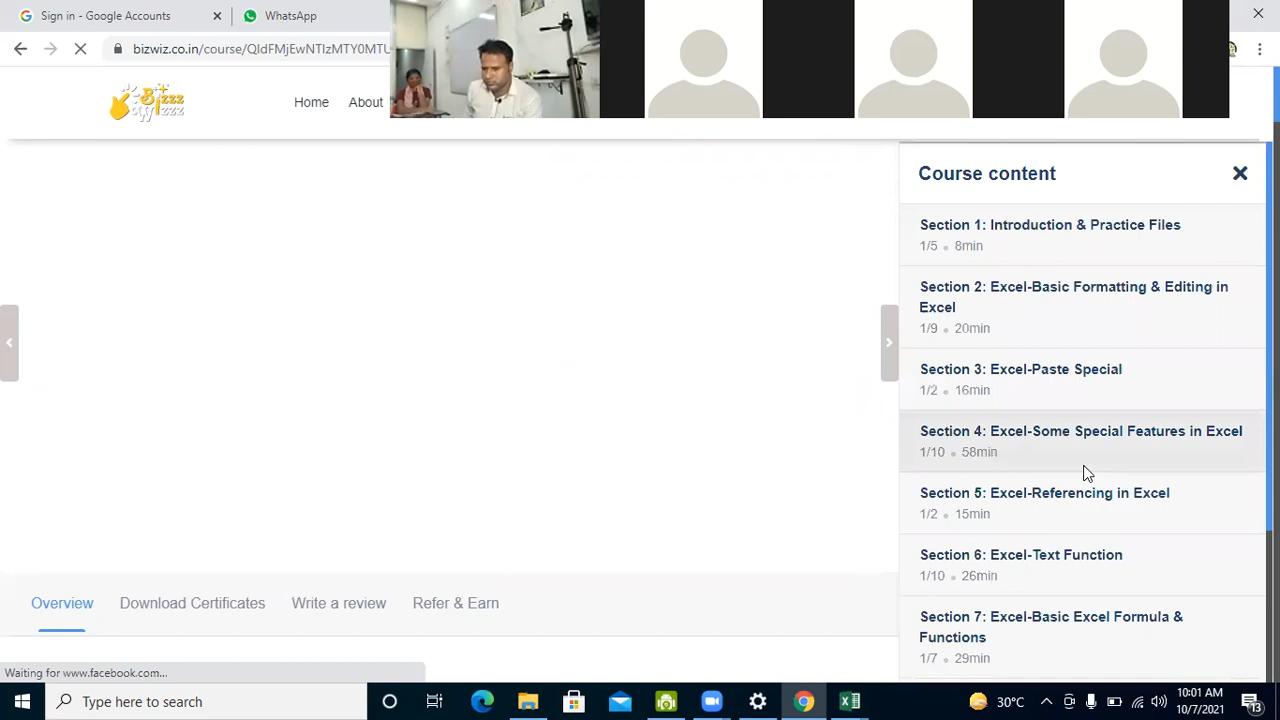 Sign in - Google Accounts
WhatsApp
bizwiz.co.in/course/
Bizzz
Wizzz
Home
About
Course content
Section 1: Introduction & Practice Files
1/5 • 8min
Section 2: Excel-Basic Formatting & Editing in
Excel
1/9 • 20min
Section 3: Excel-Paste Special
1/2 • 16min
Section 4: Excel-Some Special Features in Excel
1/10 • 58min
Section 5: Excel-Referencing in Excel
1/2 • 15min
Section 6: Excel-Text Function
1/10 • 26min
Section 7: Excel-Basic Excel Formula &
Functions
1/7 • 29min
Overview
Download Certificates
Write a review
Refer & Earn
Waiting for www.facebook.com...
Type here to search
30°C
10:01 AM
10/7/2021
13